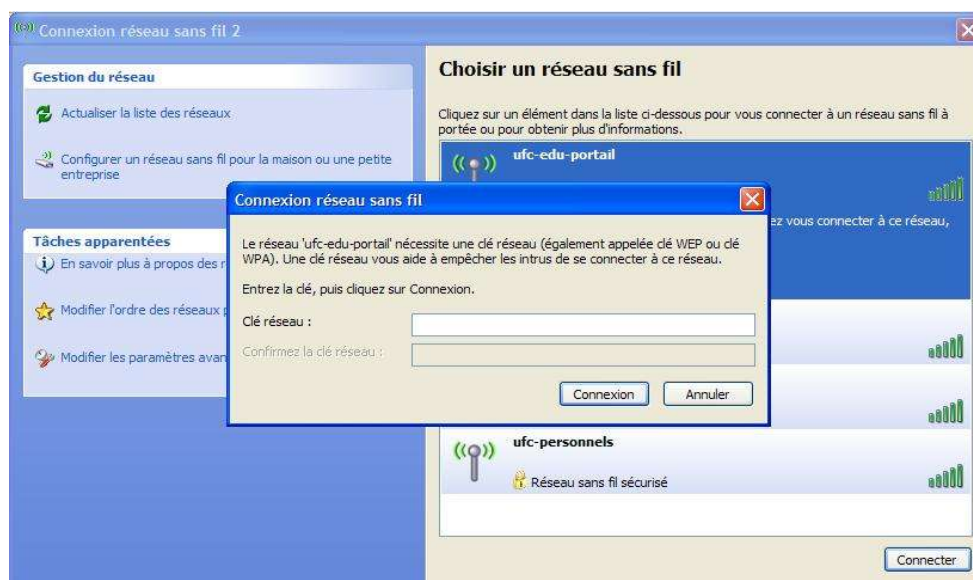 Connexion réseau sans fil 2
Gestion du réseau
Actualiser la liste des réseaux
Configurer un réseau sans fil pour la maison ou une petite
entreprise
Tâches apparentées
En savoir plus à propos des
Modifier l'ordre des réseaux
Modifier les paramètres
Choisir un réseau sans fil
Cliquez sur un élément dans la liste ci-dessous pour vous connecter à un réseau sans fil à
portée ou pour obtenir plus d'informations.
ufc-edu-portail
vous connecter à ce réseau,
Connexion réseau sans fil
Le réseau 'ufc-edu-portail' nécessite une clé réseau (également appelée clé WEP ou clé
WPA). Une clé réseau vous aide à empêcher les intrus de se connecter à ce réseau.
Entrez la clé, puis cliquez sur Connexion.
Clé réseau :
Confirmez la clé réseau :
Connexion
Annuler
ufc-personnels
Réseau sans fil sécurisé
Connecter